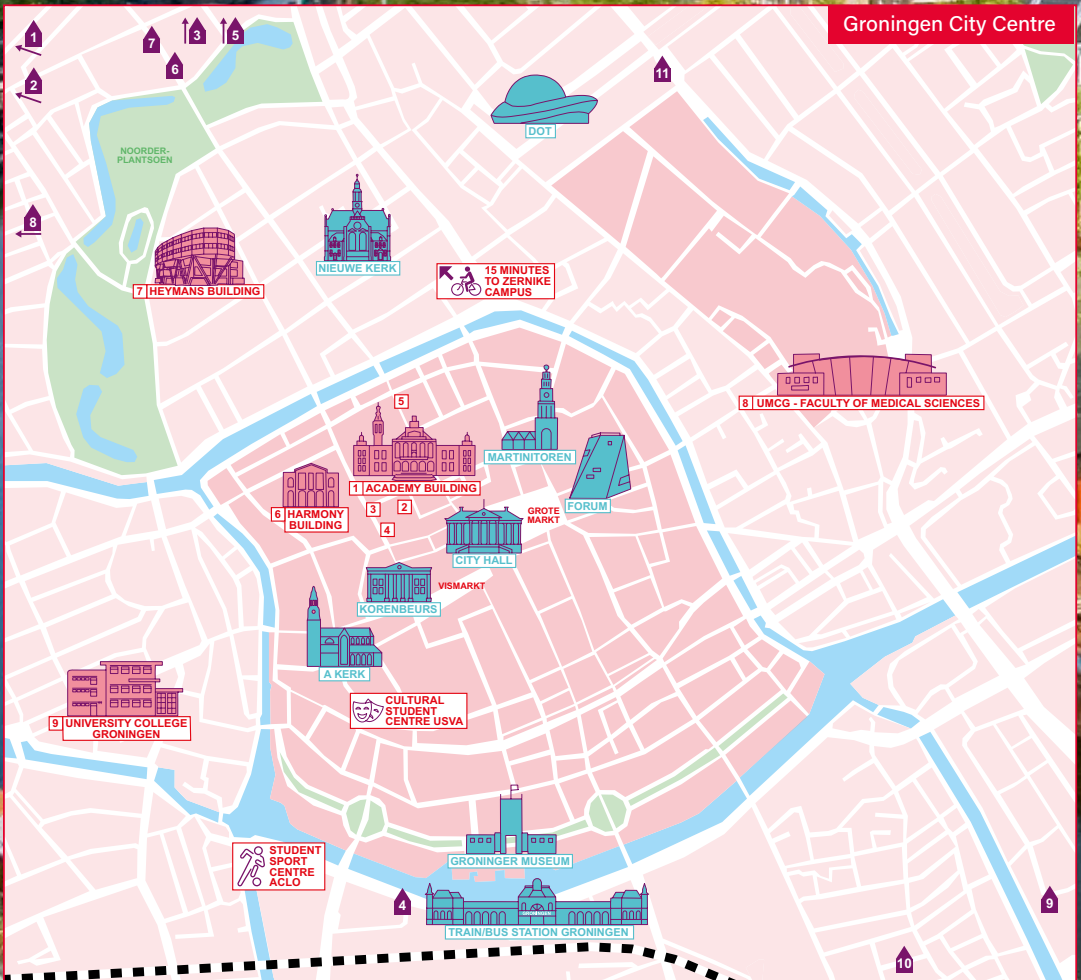 Groningen City Centre
1
2
7
3
5
6
11
DOT
NOORDER-
PLANTSOEN
8
NIEUWE KERK
15 MINUTES
TO ZERNIKE
CAMPUS
7 HEYMANS BUILDING
8 UMCG - FACULTY OF MEDICAL SCIENCES
5
MARTINITOREN
1 ACADEMY BUILDING
6 HARMONY
BUILDING
3
2
4
FORUM
GROTE
MARKT
CITY HALL
VISMARKT
KORENBEURS
A KERK
CULTURAL
STUDENT
CENTRE USVA
9 UNIVERSITY COLLEGE
GRONINGEN
STUDENT
SPORT
CENTRE
ACLO
GRONINGER MUSEUM
4
TRAIN/BUS STATION GRONINGEN
9
10